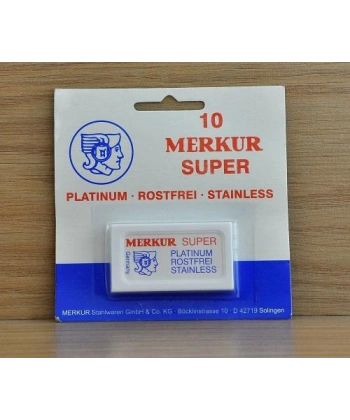 10
MERKUR
SUPER
PLATINUM · ROSTFREI · STAINLESS
MERKUR SUPER
Germany
PLATINUM
ROSTFREI
STAINLESS
MERKUR Stahlwaren GmbH & Co. KG Böcklinstrasse 10 · D 42719 Solingen